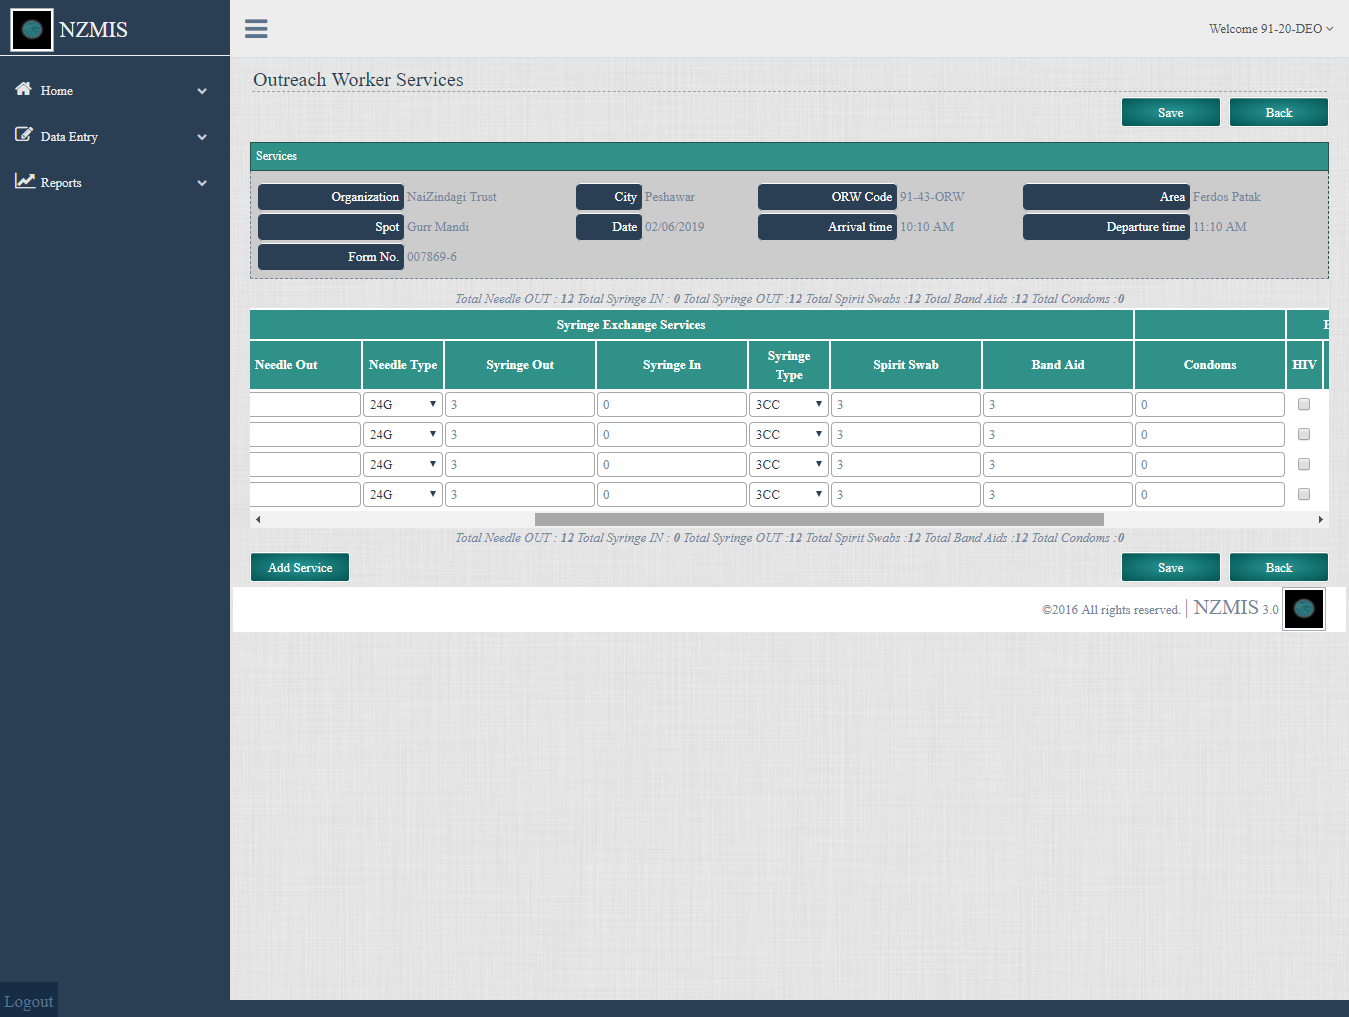 NZMIS
Welcome 91-20-DEO
Home
Data Entry
Reports
Outreach Worker Services
Save Back
Services
Organization NaiZindagi Trust City Peshawar ORW Code 91-43-ORW Area Ferdos Patak
Spot Gurr Mandi Date 02/06/2019 Arrival time 10:10 AM Departure time 11:10 AM
Form No. 007869-6
Total Needle OUT : 12 Total Syringe IN : 0 Total Syringe OUT :12 Total Spirit Swabs :12 Total Band Aids :12 Total Condoms :0
Syringe Exchange Services
Needle Out Needle Type Syringe Out Syringe In Syringe Type Spirit Swab Band Aid Condoms HIV
24G 3 0 3CC 3 3 0
24G 3 0 3CC 3 3 0
24G 3 0 3CC 3 3 0
24G 3 0 3CC 3 3 0
Total Needle OUT : 12 Total Syringe IN : 0 Total Syringe OUT :12 Total Spirit Swabs :12 Total Band Aids :12 Total Condoms :0
Add Service Save Back
©2016 All rights reserved. | NZMIS 3.0
Logout